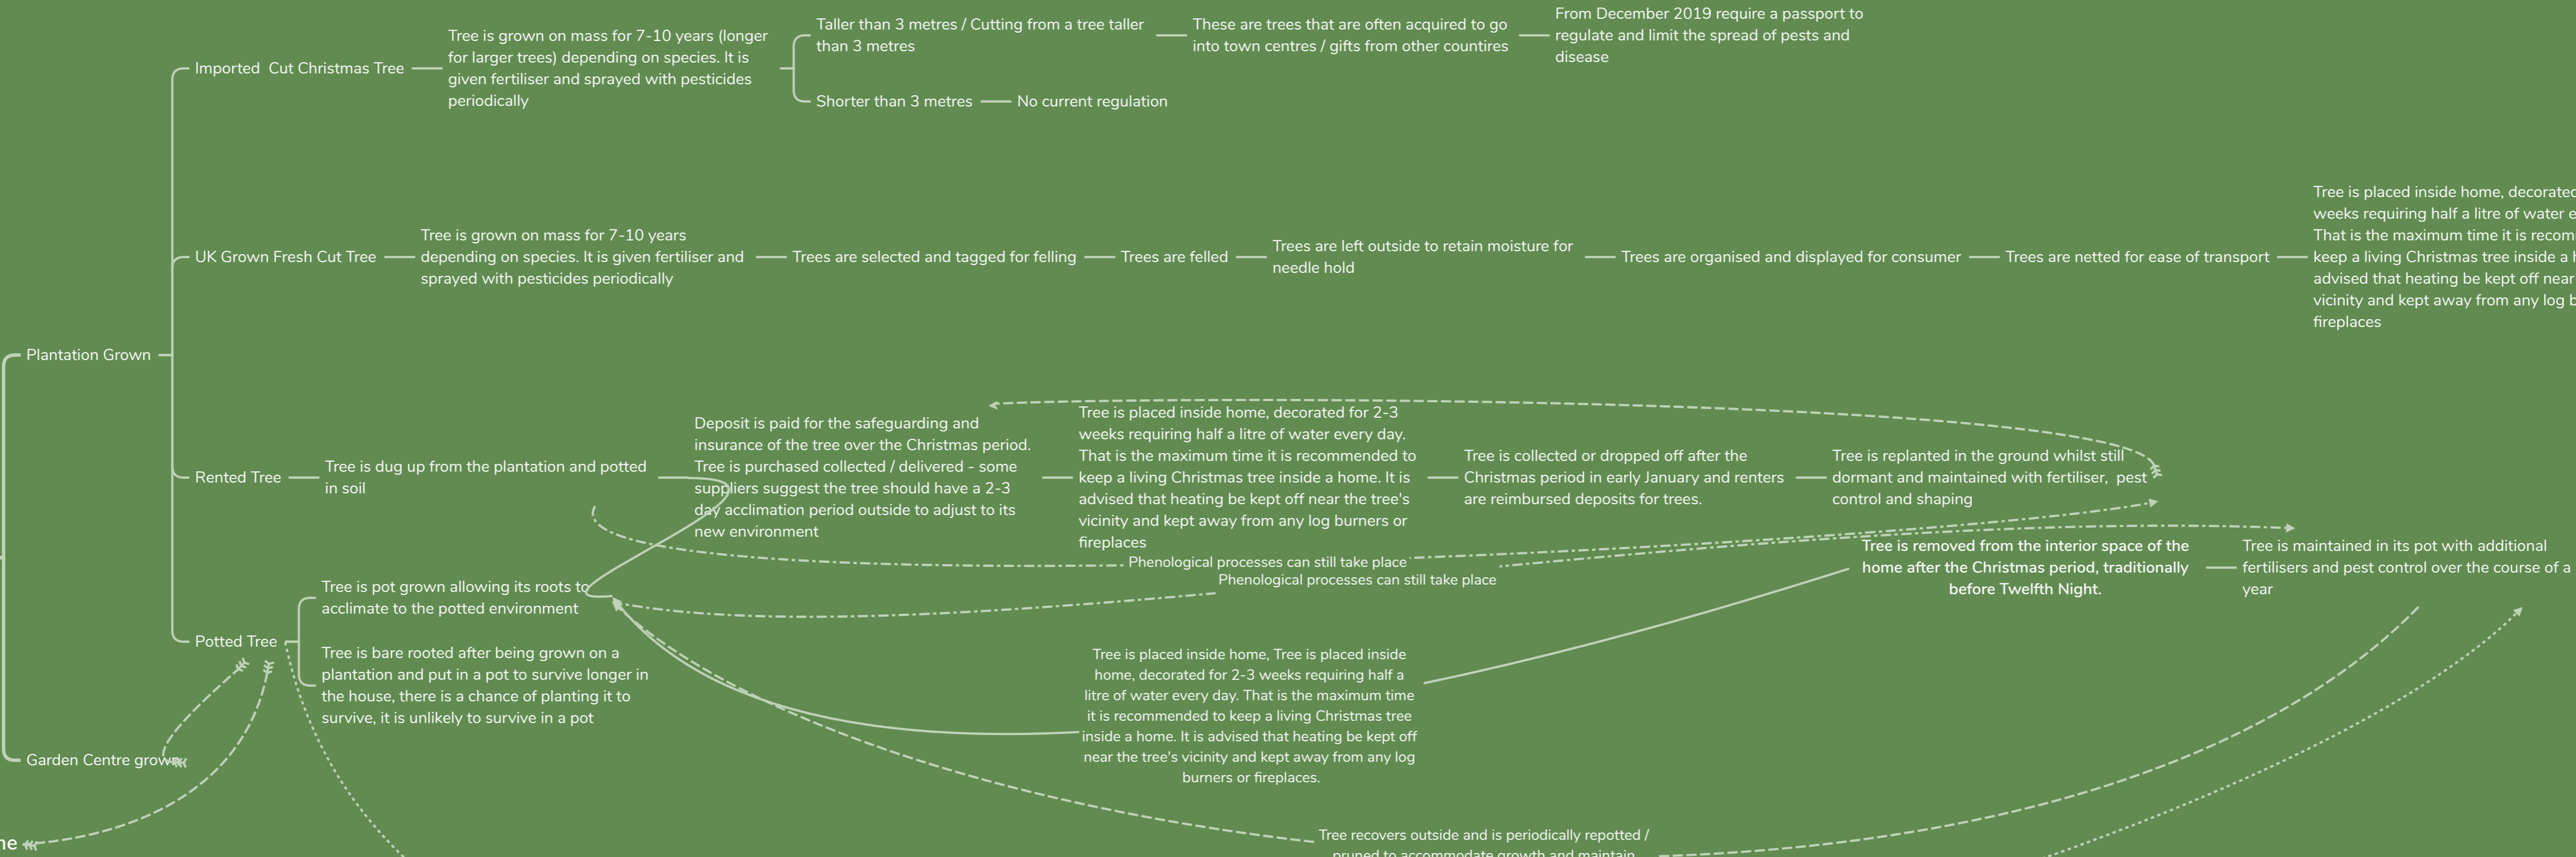 Taller than 3 metres / Cutting from a tree taller
than 3 metres
These are trees that are often acquired to go
into town centres / gifts from other countires
From December 2019 require a passport to
regulate and limit the spread of pests and
disease
Imported  Cut Christmas Tree
Tree is grown on mass for 7-10 years (longer
for larger trees) depending on species. It is
given fertiliser and sprayed with pesticides
periodically
Shorter than 3 metres
No current regulation
UK Grown Fresh Cut Tree
Tree is grown on mass for 7-10 years
depending on species. It is given fertiliser and
sprayed with pesticides periodically
Trees are selected and tagged for felling
Trees are felled
Trees are left outside to retain moisture for
needle hold
Trees are organised and displayed for consumer
Trees are netted for ease of transport
Tree is placed inside home, decorated
weeks requiring half a litre of water
That is the maximum time it is
keep a living Christmas tree inside a
advised that heating be kept off near
vicinity and kept away from any log
fireplaces
Plantation Grown
Rented Tree
Tree is dug up from the plantation and potted
in soil
Deposit is paid for the safeguarding and
insurance of the tree over the Christmas period.
Tree is purchased collected / delivered - some
suppliers suggest the tree should have a 2-3
day acclimation period outside to adjust to its
new environment
Tree is placed inside home, decorated for 2-3
weeks requiring half a litre of water every day.
That is the maximum time it is recommended to
keep a living Christmas tree inside a home. It is
advised that heating be kept off near the tree's
vicinity and kept away from any log burners or
fireplaces
Tree is collected or dropped off after the
Christmas period in early January and renters
are reimbursed deposits for trees.
Tree is replanted in the ground whilst still
dormant and maintained with fertiliser,  pest
control and shaping
Phenological processes can still take place
Phenological processes can still take place
Potted Tree
Tree is pot grown allowing its roots to
acclimate to the potted environment
Tree is bare rooted after being grown on a
plantation and put in a pot to survive longer in
the house, there is a chance of planting it to
survive, it is unlikely to survive in a pot
Tree is placed inside home, Tree is placed inside
home, decorated for 2-3 weeks requiring half a
litre of water every day. That is the maximum time
it is recommended to keep a living Christmas tree
inside a home. It is advised that heating be kept off
near the tree's vicinity and kept away from any log
burners or fireplaces.
Tree is removed from the interior space of the
home after the Christmas period, traditionally
before Twelfth Night.
Tree is maintained in its pot with additional
fertilisers and pest control over the course of a
year
Garden Centre grown
Tree recovers outside and is periodically repotted /
pruned to accommodate growth and maintain